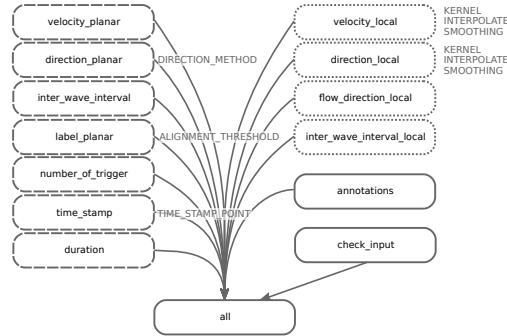 velocity_planar
velocity_local
KERNEL
INTERPOLATE
SMOOTHING
direction_planar
DIRECTION_METHOD
direction_local
KERNEL
INTERPOLATE
SMOOTHING
inter_wave_interval
flow_direction_local
label_planar
ALIGNMENT_THRESHOLD
inter_wave_interval_local
number_of_trigger
annotations
time_stamp
TIME_STAMP_POINT
duration
check_input
all